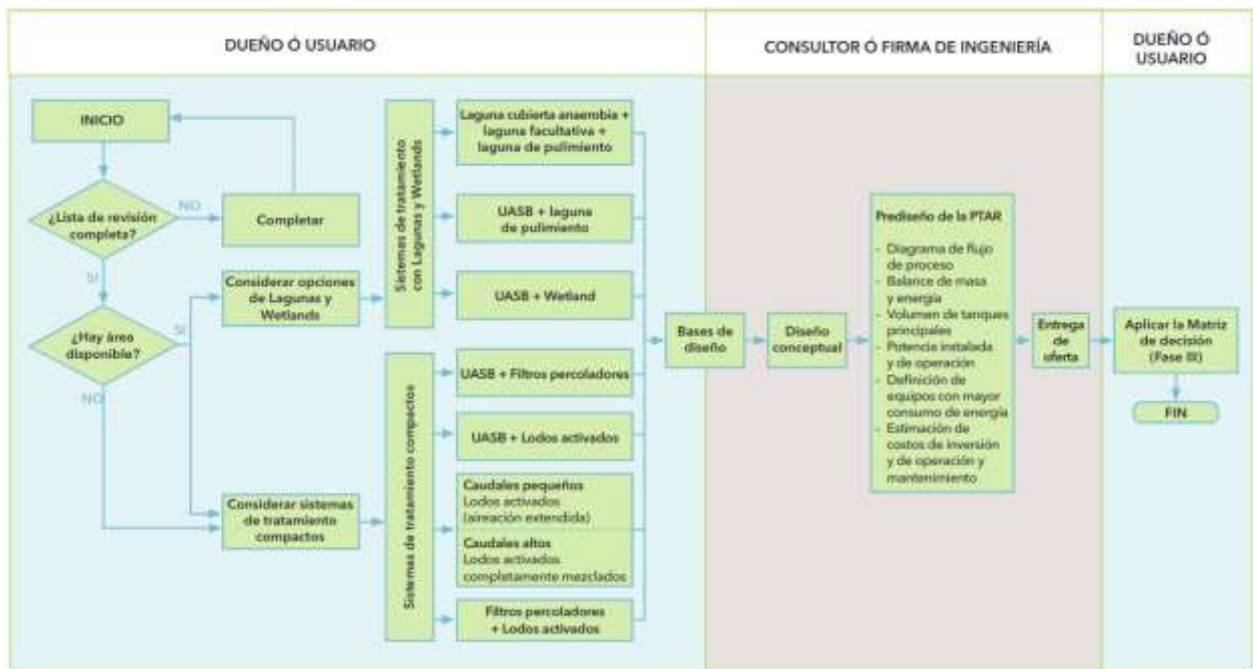 DUEÑO Ó USUARIO
CONSULTOR Ó FIRMA DE INGENIERÍA
DUEÑO Ó
USUARIO
INICIO
¿Lista de revisión
completa?
NO
Completar
SI
¿Hay área
disponible?
SI
NO
Considerar opciones
de Lagunas y
Wetlands
Considerar sistemas
de tratamiento
compactos
Sistemas de tratamiento
con Lagunas y Wetlands
Laguna cubierta anaerobia +
laguna facultativa +
laguna de pulimiento
UASB + laguna
de pulimiento
UASB + Wetland
Sistemas de tratamiento compactos
UASB + Filtros percoladores
UASB + Lodos activados
Caudales pequeños
Lodos activados
(aireación extendida)
Caudales altos
Lodos activados
completamente mezclados
Filtros percoladores
+ Lodos activados
Bases de
diseño
Diseño
conceptual
Prediseño de la PTAR
- Diagrama de flujo
de proceso
- Balance de masa
y energía
- Volumen de tanques
principales
- Potencia instalada
y de operación
- Definición de
equipos con mayor
consumo de energía
- Estimación de
costos de inversión
y de operación y
mantenimiento
Entrega
de
oferta
Aplicar la Matriz
de decisión
(Fase III)
FIN